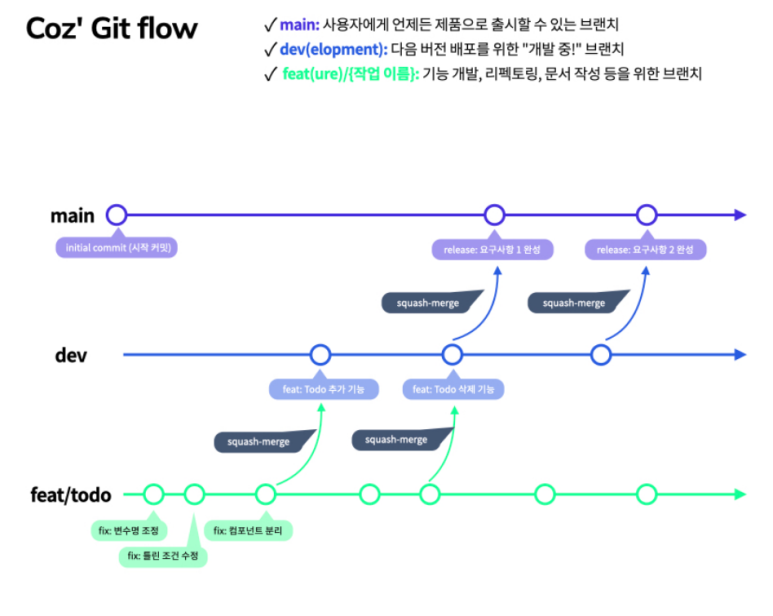 Coz' Git flow
✓ main: 사용자에게 언제든 제품으로 출시할 수 있는 브랜치
✓ dev(elopment): 다음 버전 배포를 위한 "개발 중!" 브랜치
✓ feat(ure)/{작업 이름}: 기능 개발, 리펙토링, 문서 작성 등을 위한 브랜치
main
initial commit (시작 커밋)
release: 요구사항 1 완성
release: 요구사항 2 완성
squash-merge
squash-merge
dev
feat: Todo 추가 기능
feat: Todo 삭제 기능
squash-merge
squash-merge
feat/todo
fix: 변수명 조정
fix: 컴포넌트 분리
fix: 틀린 조건 수정